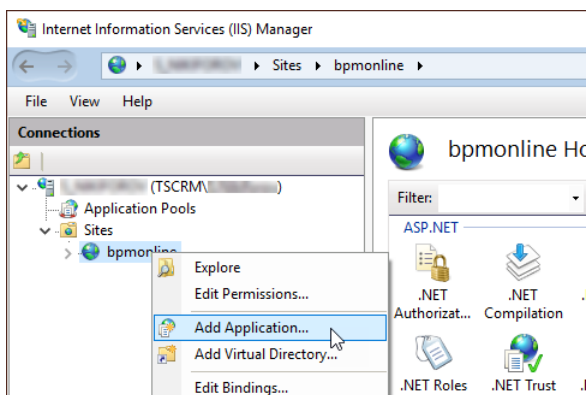 Internet Information Services (IIS) Manager
Sites bpmonline
File View Help
Connections
(TSCRM\ )
Application Pools
Sites
bpmonline
Explore
Edit Permissions...
Add Application...
Add Virtual Directory...
Edit Bindings...
bpmonline Ho
Filter:
ASP.NET
.NET Authorizat...
.NET Compilation
.NET Roles
.NET Trust